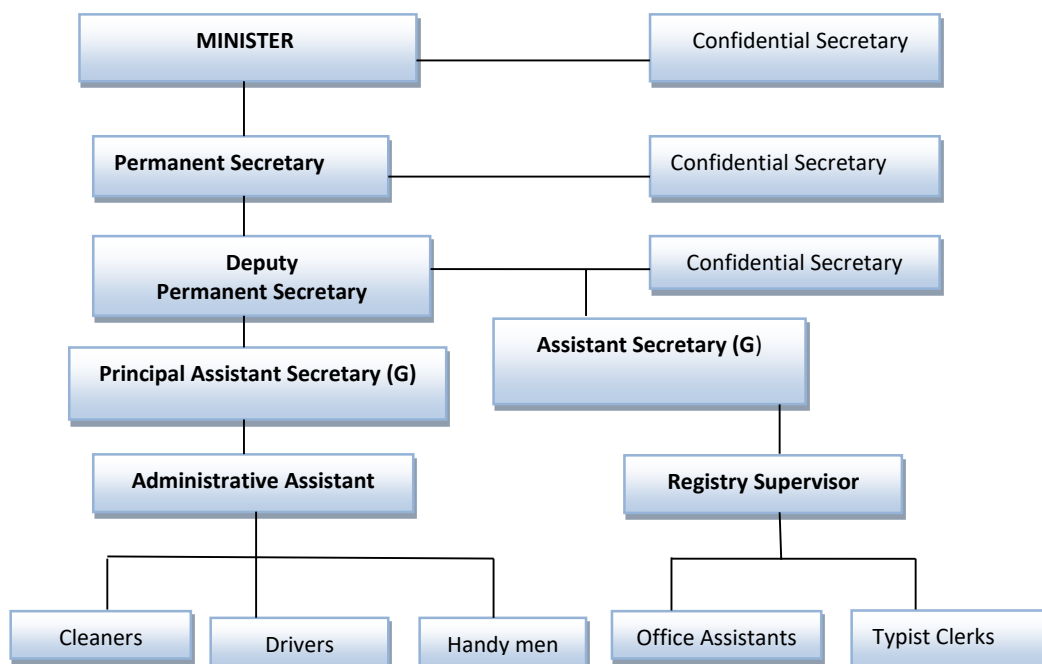 MINISTER
Confidential Secretary
Permanent Secretary
Confidential Secretary
Deputy
Permanent Secretary
Confidential Secretary
Assistant Secretary (G)
Principal Assistant Secretary (G)
Administrative Assistant
Registry Supervisor
Cleaners
Drivers
Handy men
Office Assistants
Typist Clerks